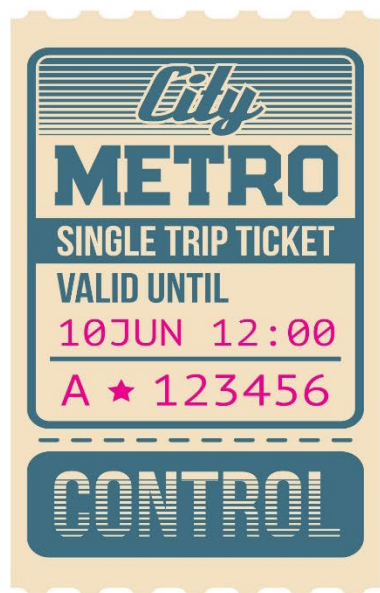 City
METRO
SINGLE TRIP TICKET
VALID UNTIL
10JUN 12:00
A ★ 123456
CONTROL